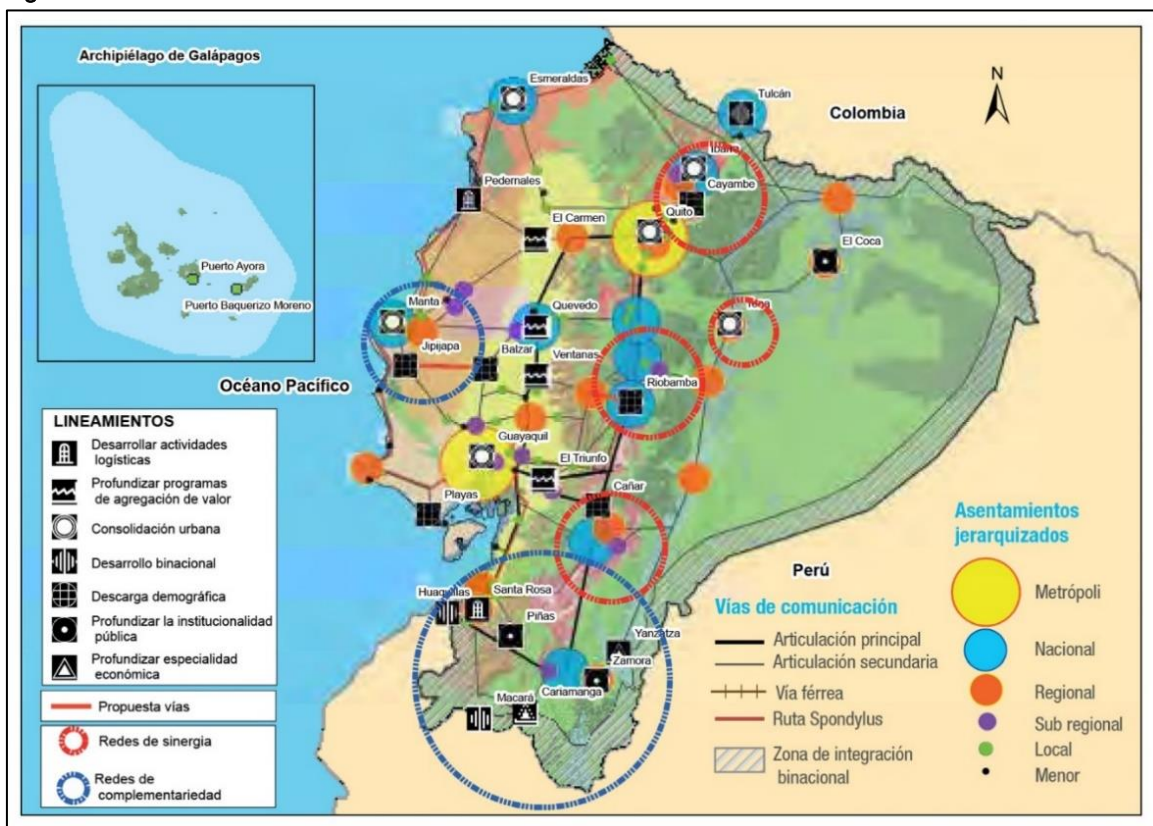 Archipiélago de Galápagos
Puerto Ayora
Puerto Baquerizo Moreno
Océano Pacífico
Colombia
Perú
N
Esmeraldas
Tulcán
Ibarra
Cayambe
Pedernales
El Carmen
Quito
El Coca
Tena
Manta
Quevedo
Jipijapa
Balzar
Ventanas
Riobamba
Guayaquil
El Triunfo
Playas
Cañar
Huaquillas
Santa Rosa
Piñas
Yanzatza
Zamora
Cariamanga
Macará
LINEAMIENTOS
Desarrollar actividades
logísticas
Profundizar programas
de agregación de valor
Consolidación urbana
Desarrollo binacional
Descarga demográfica
Profundizar la institucionalidad
pública
Profundizar especialidad
económica
Propuesta vías
Redes de sinergia
Redes de
complementariedad
Vías de comunicación
Articulación principal
Articulación secundaria
Vía férrea
Ruta Spondylus
Zona de integración
binacional
Asentamientos
jerarquizados
Metrópoli
Nacional
Regional
Sub regional
Local
Menor